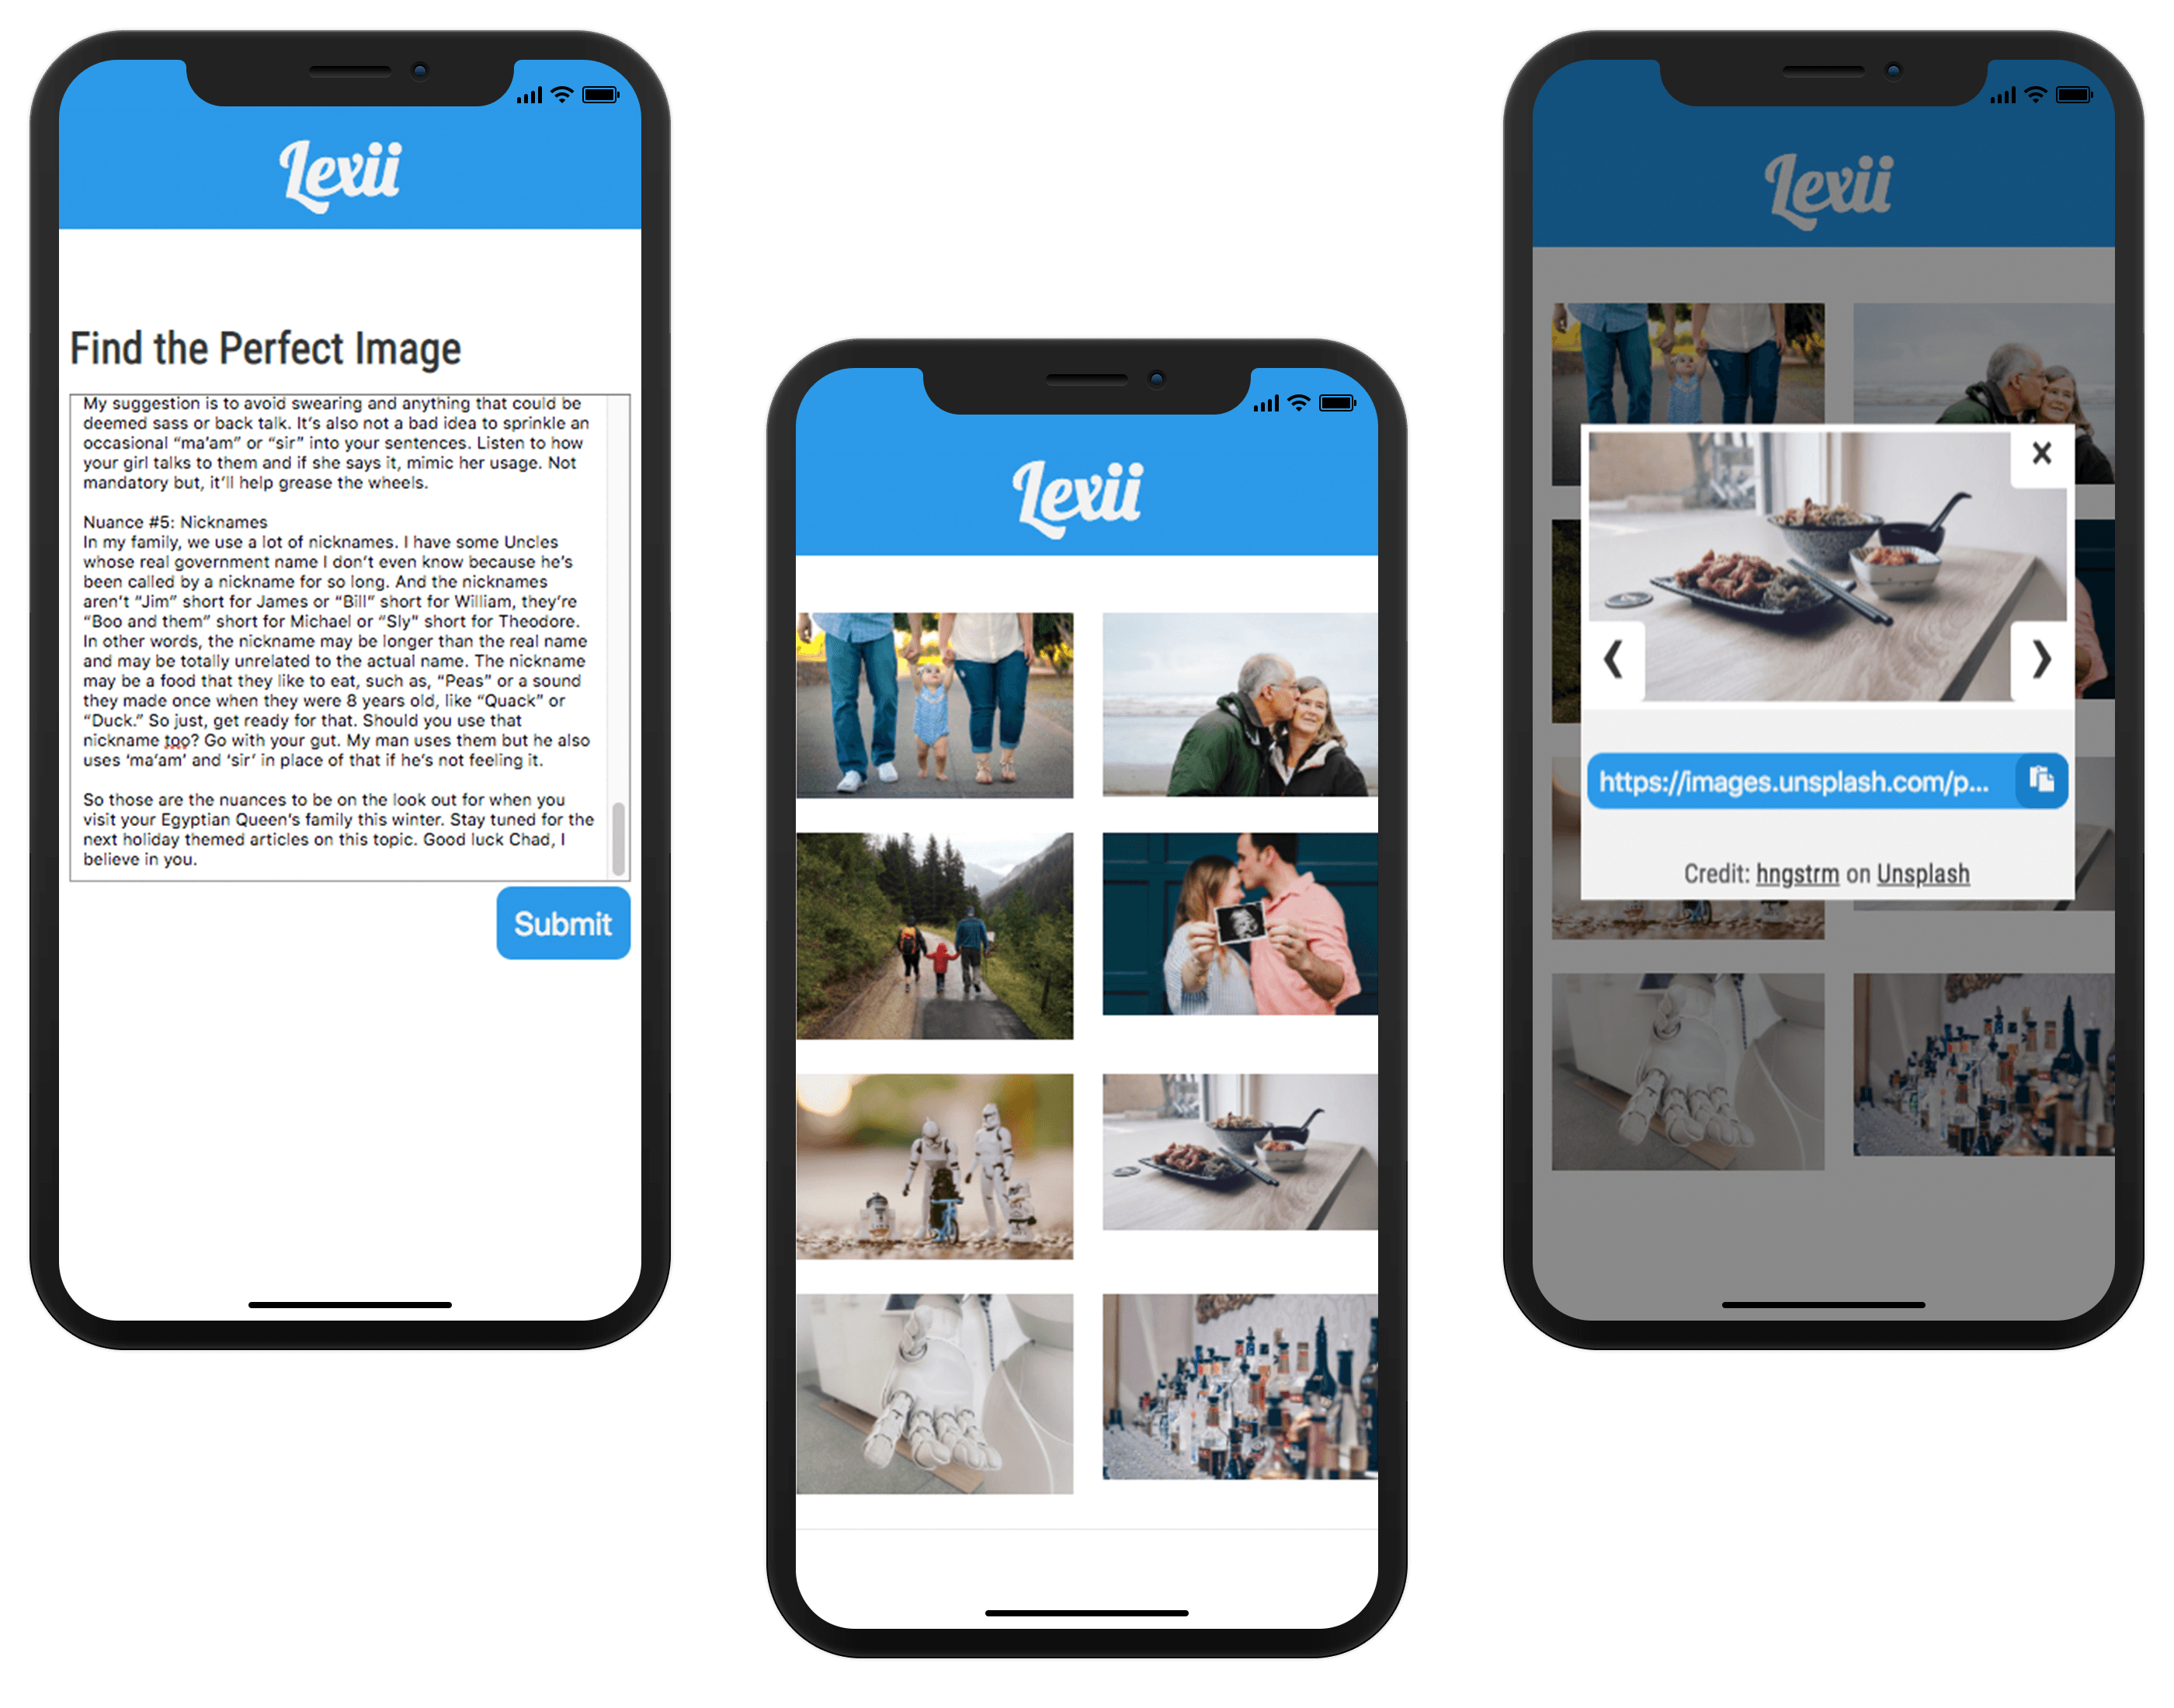 Lexii
Find the Perfect Image
My suggestion is to avoid swearing and anything that could be
deemed sass or back talk. It's also not a bad idea to sprinkle an
occasional “ma'am” or “sir” into your sentences. Listen to how
your girl talks to them and if she says it, mimic her usage. Not
mandatory but, it'll help grease the wheels.
Nuance #5: Nicknames
In my family, we use a lot of nicknames. I have some Uncles
whose real government name I don't even know because he's
been called by a nickname for so long. And the nicknames
aren't “Jim” short for James or “Bill” short for William, they're
“Boo and them” short for Michael or “Sly” short for Theodore.
In other words, the nickname may be longer than the real name
and may be totally unrelated to the actual name. The nickname
may be a food that they like to eat, such as, “Peas” or a sound
they made once when they were 8 years old, like “Quack” or
“Duck.” So just, get ready for that. Should you use that
nickname too? Go with your gut. My man uses them but he also
uses ‘ma'am’ and ‘sir’ in place of that if he's not feeling it.
So those are the nuances to be on the look out for when you
visit your Egyptian Queen's family this winter. Stay tuned for the
next holiday themed articles on this topic. Good luck Chad, I
believe in you.
Submit
Lexii
Lexii
https://images.unsplash.com/p...
Credit: hngstrm on Unsplash